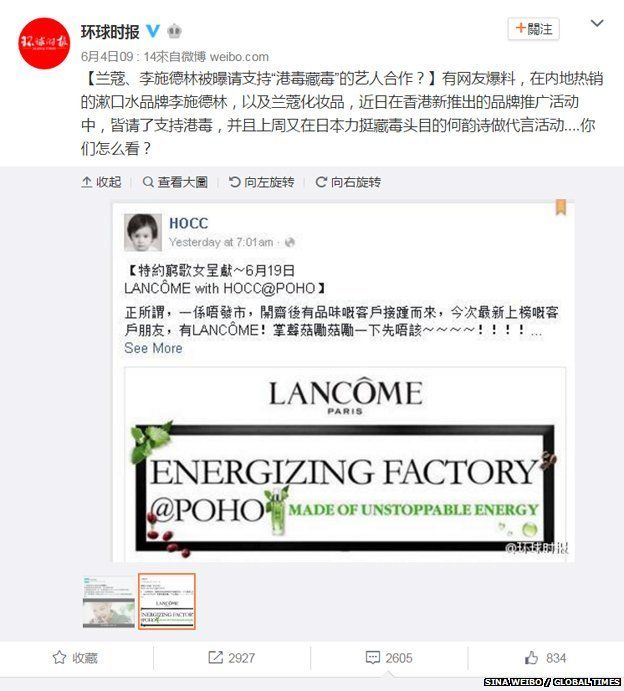 环球时报
环球时报
+關注
6月4日09：14來自微博 weibo.com
【兰蔻、李施德林被曝请支持“港毒藏毒”的艺人合作？】有网友爆料，在内地热销
的漱口水品牌李施德林，以及兰蔻化妆品，近日在香港新推出的品牌推广活动
中，皆请了支持港毒，并且上周又在日本力挺藏毒头目的何韵诗做代言活动....你
们怎么看？
收起
查看大圖
向左旋转
向右旋转
HOCC
Yesterday at 7:01am
【特約窮歌女呈獻~6月19日
LANCÔME with HOCC@POHO】
正所謂，一係唔發市，開齋後有品味嘅客戶接踵而來，今次最新上榜嘅客
戶朋友，有LANCÔME！掌聲菇嘞菇嘞一下先唔該~~~~！！！！...
See More
LANCÔME
PARIS
ENERGIZING FACTORY
@POHO MADE OF UNSTOPPABLE ENERGY
@环球时报
LANCÔME
ENERGIZING FACTORY
收藏
2927
2605
834
SINA WEIBO / GLOBAL TIMES